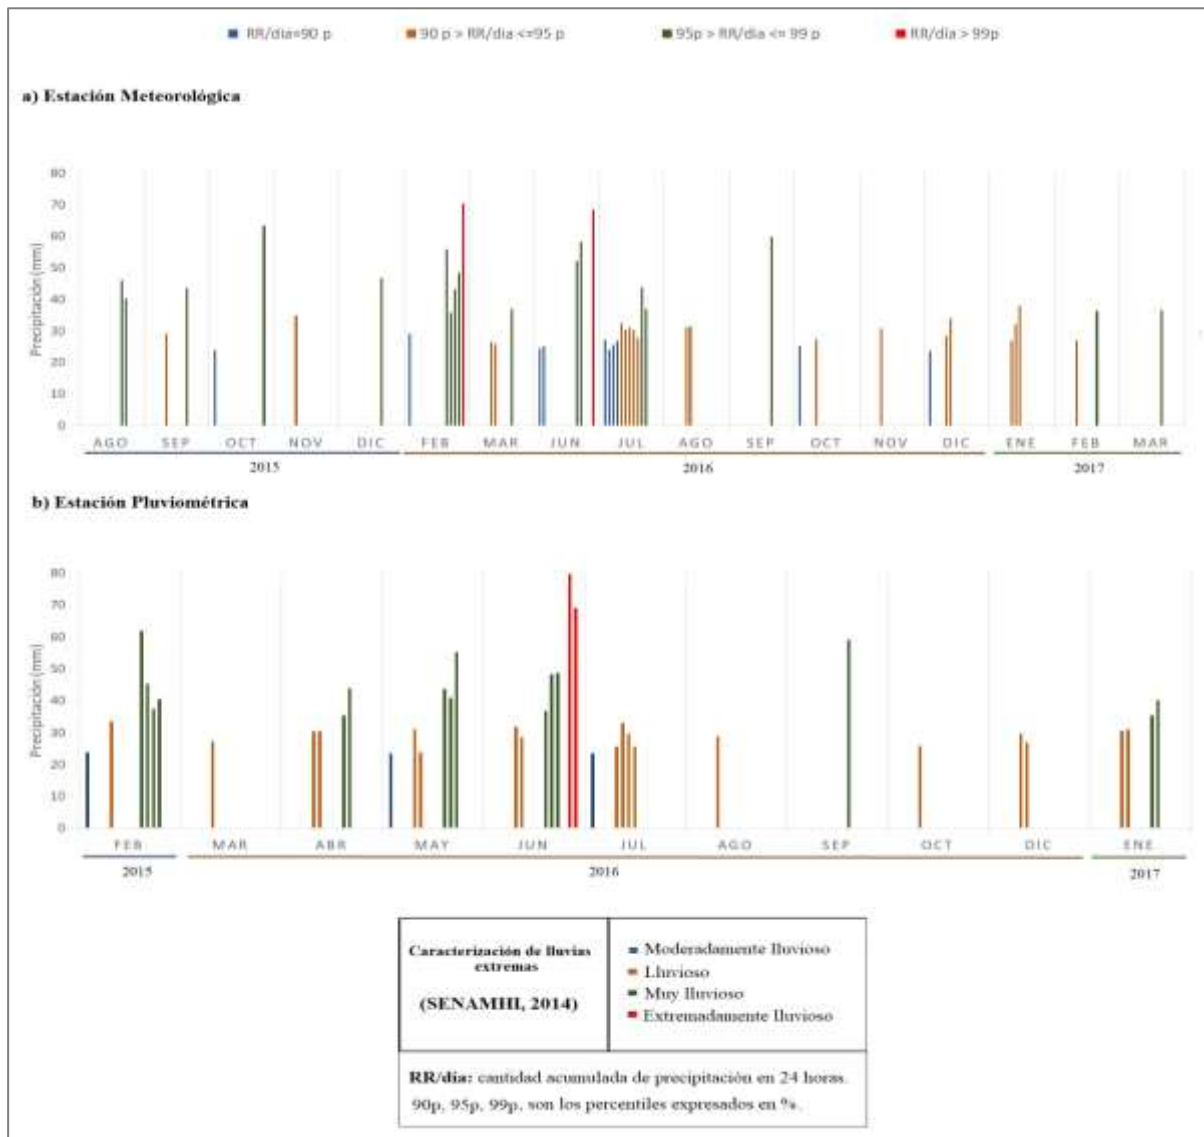 RR/día=90 p 90 p > RR/día <=95 p 95p > RR/día <= 99 p RR/día > 99p
a) Estación Meteorológica
Precipitación (mm)
80
70
60
50
40
30
20
10
0
AGO SEP OCT NOV DIC FEB MAR JUN JUL AGO SEP OCT NOV DIC ENE FEB MAR
2015 2016 2017
b) Estación Pluviométrica
Precipitación (mm)
80
70
60
50
40
30
20
10
0
FEB MAR ABR MAY JUN JUL AGO SEP OCT DIC ENE
2015 2016 2017
Caracterización de lluvias
extremas
(SENAMHI, 2014)
Moderadamente lluvioso
Lluvioso
Muy lluvioso
Extremadamente lluvioso
RR/día: cantidad acumulada de precipitación en 24 horas.
90p, 95p, 99p, son los percentiles expresados en %.